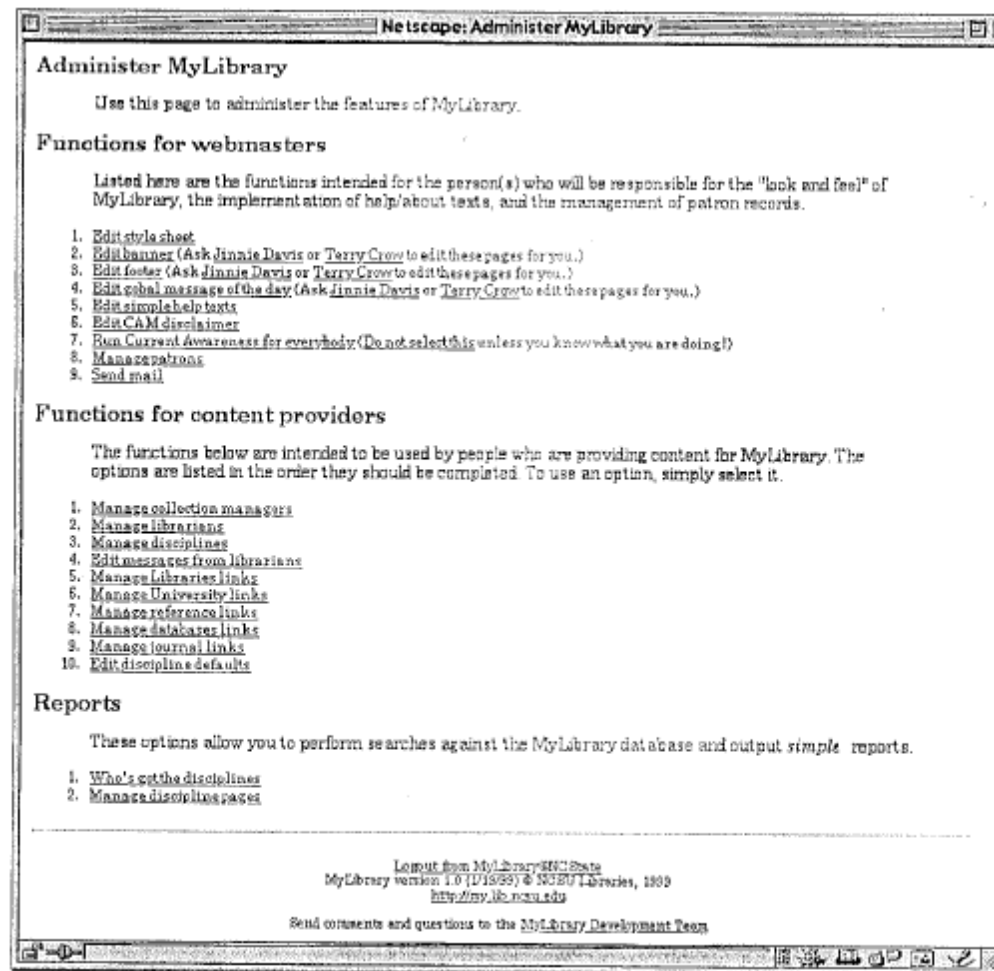 Netscape: Administer MyLibrary
Administer MyLibrary
Use this page to administer the features of MyLibrary.
Functions for webmasters
Listed here are the functions intended for the person(s) who will be responsible for the "look and feel" of
MyLibrary, the implementation of help/about texts, and the management of patron records.
1. Edit style sheet
2. Edit banner (Ask Jinnie Davis or Terry Crow to edit these pages for you.)
3. Edit footer (Ask Jinnie Davis or Terry Crow to edit these pages for you.)
4. Edit gobal message of the day (Ask Jinnie Davis or Terry Crow to edit these pages for you.)
5. Edit simple help texts
6. Edit CAM disclaimer
7. Run Current Awareness for everybody (Do not select this unless you know what you are doing!)
8. Manage patrons
9. Send mail
Functions for content providers
The functions below are intended to be used by people who are providing content for MyLibrary. The
options are listed in the order they should be completed. To use an option, simply select it.
1. Manage collection managers
2. Manage librarians
3. Manage disciplines
4. Edit messages from librarians
5. Manage Libraries links
6. Manage University links
7. Manage reference links
8. Manage databases links
9. Manage journal links
10. Edit discipline defaults
Reports
These options allow you to perform searches against the MyLibrary database and output simple reports.
1. Who's got the disciplines
2. Manage discipline pages
Logout from MyLibrary@NCState
MyLibrary version 1.0 (1/19/99) © NCSU Libraries, 1999
http://my.lib.ncsu.edu
Send comments and questions to the MyLibrary Development Team